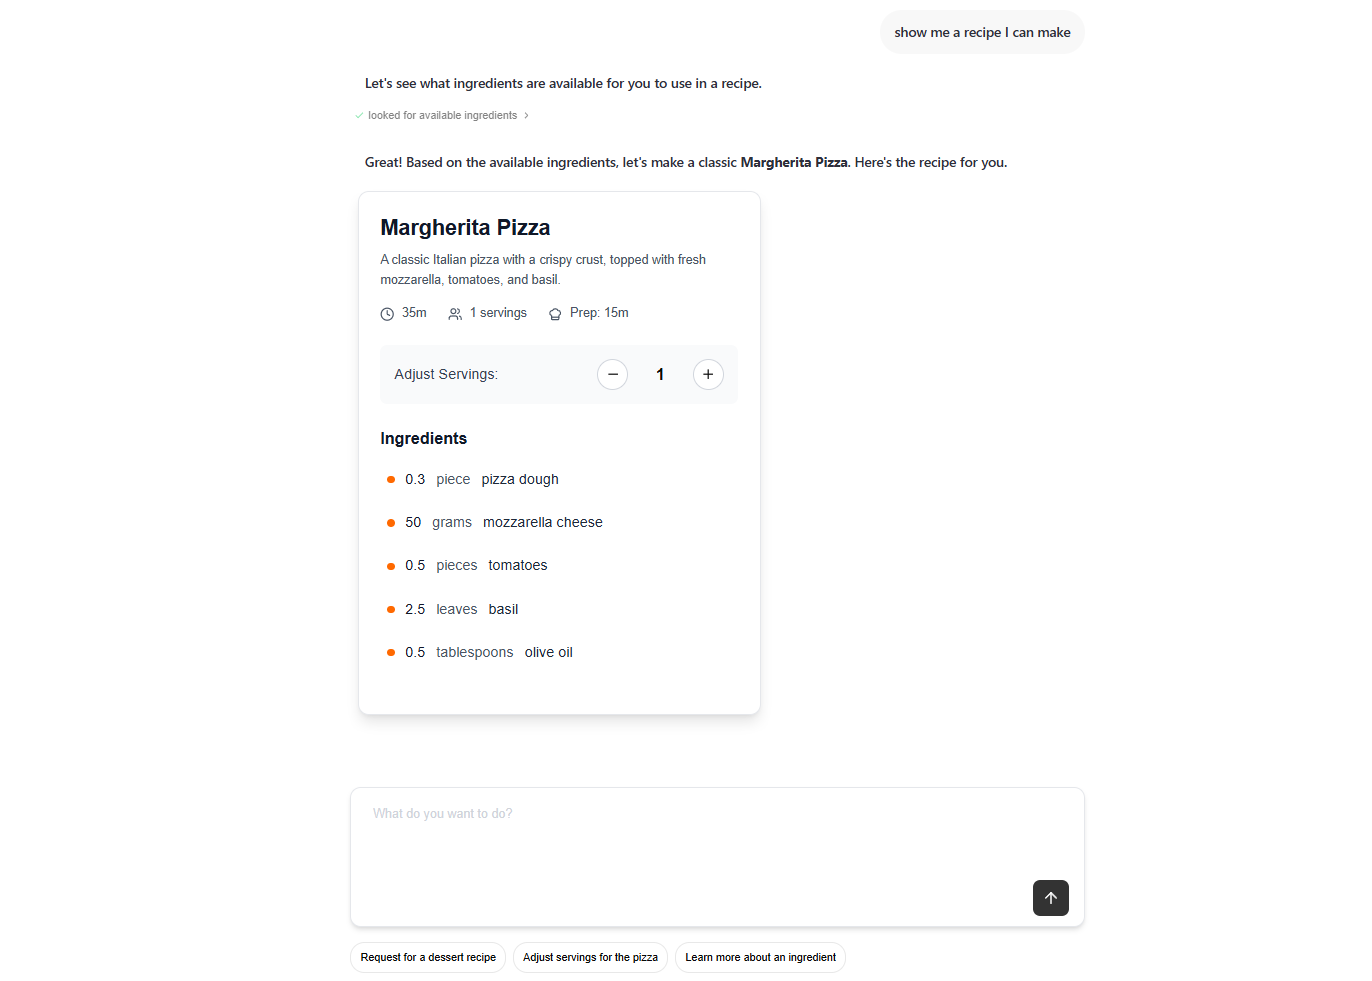 show me a recipe I can make
Let's see what ingredients are available for you to use in a recipe.
looked for available ingredients
Great! Based on the available ingredients, let's make a classic Margherita Pizza. Here's the recipe for you.
Margherita Pizza
A classic Italian pizza with a crispy crust, topped with fresh
mozzarella, tomatoes, and basil.
35m 1 servings Prep: 15m
Adjust Servings: − 1 +
Ingredients
0.3 piece pizza dough
50 grams mozzarella cheese
0.5 pieces tomatoes
2.5 leaves basil
0.5 tablespoons olive oil
What do you want to do?
Request for a dessert recipe Adjust servings for the pizza Learn more about an ingredient